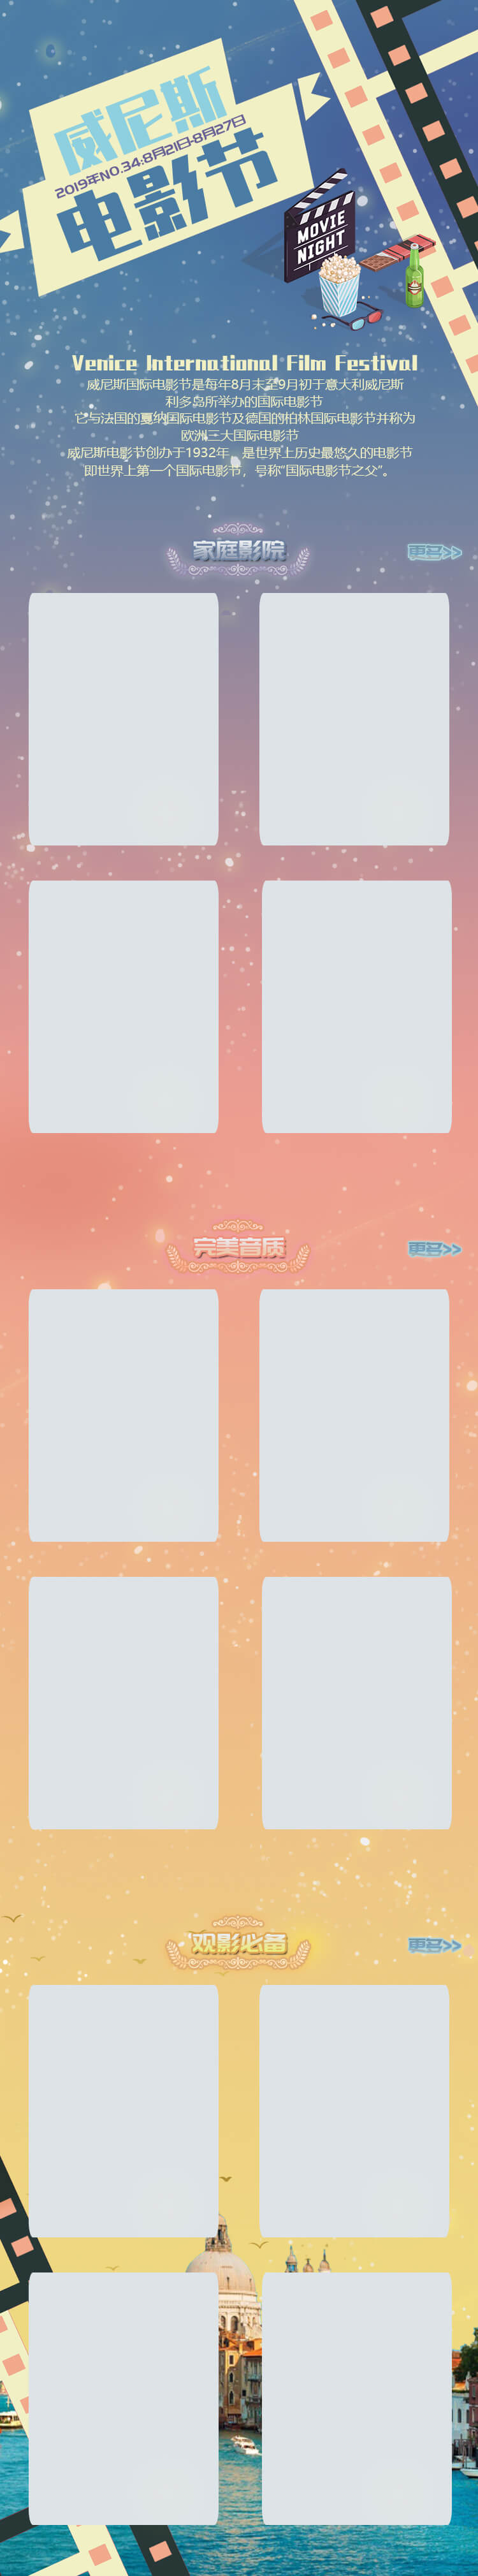 威尼斯
2019年NO.34:8月21日-8月27日
电影节
MOVIE
NIGHT
Venice International Film Festival
威尼斯国际电影节是每年8月末至9月初于意大利威尼斯
利多岛所举办的国际电影节
它与法国的戛纳国际电影节及德国的柏林国际电影节并称为
欧洲三大国际电影节
威尼斯电影节创办于1932年，是世界上历史最悠久的电影节
即世界上第一个国际电影节，号称“国际电影节之父”。
家庭影院
更多>>
完美音质
更多>>
观影必备
更多>>